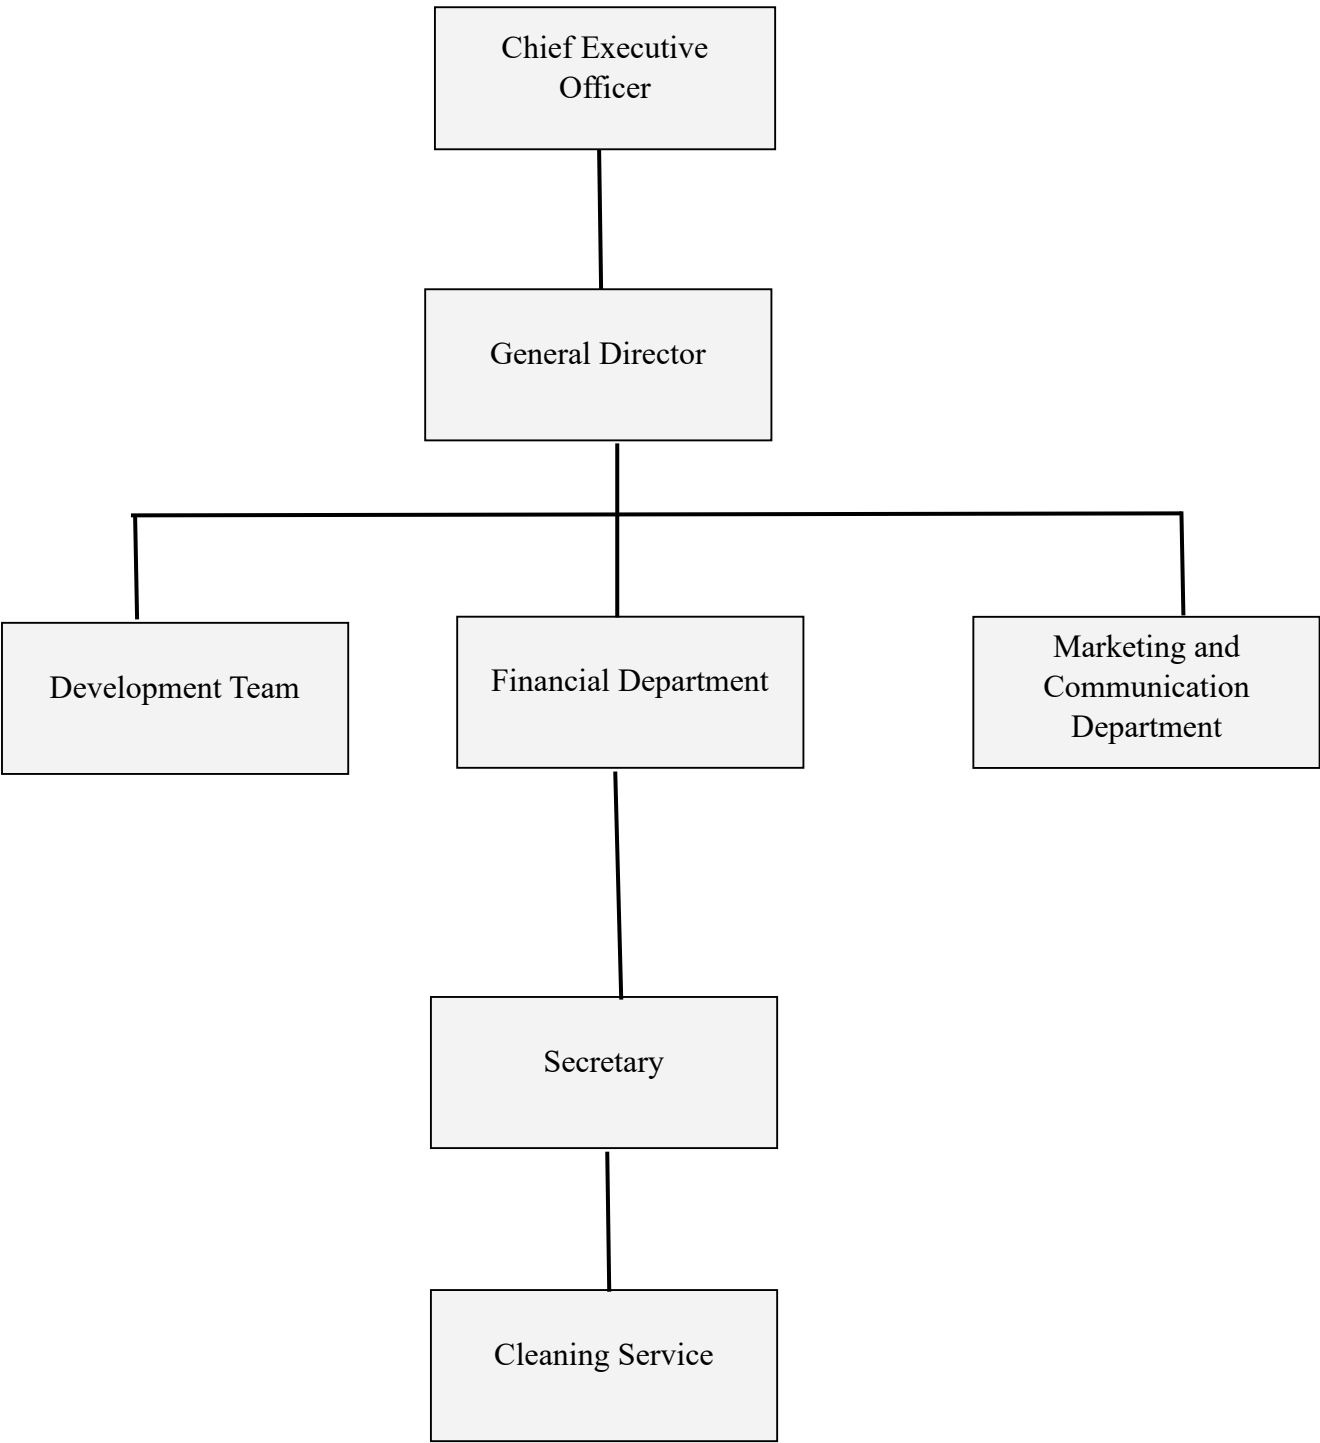 Chief Executive
Officer
General Director
Development Team
Financial Department
Marketing and
Communication
Department
Secretary
Cleaning Service